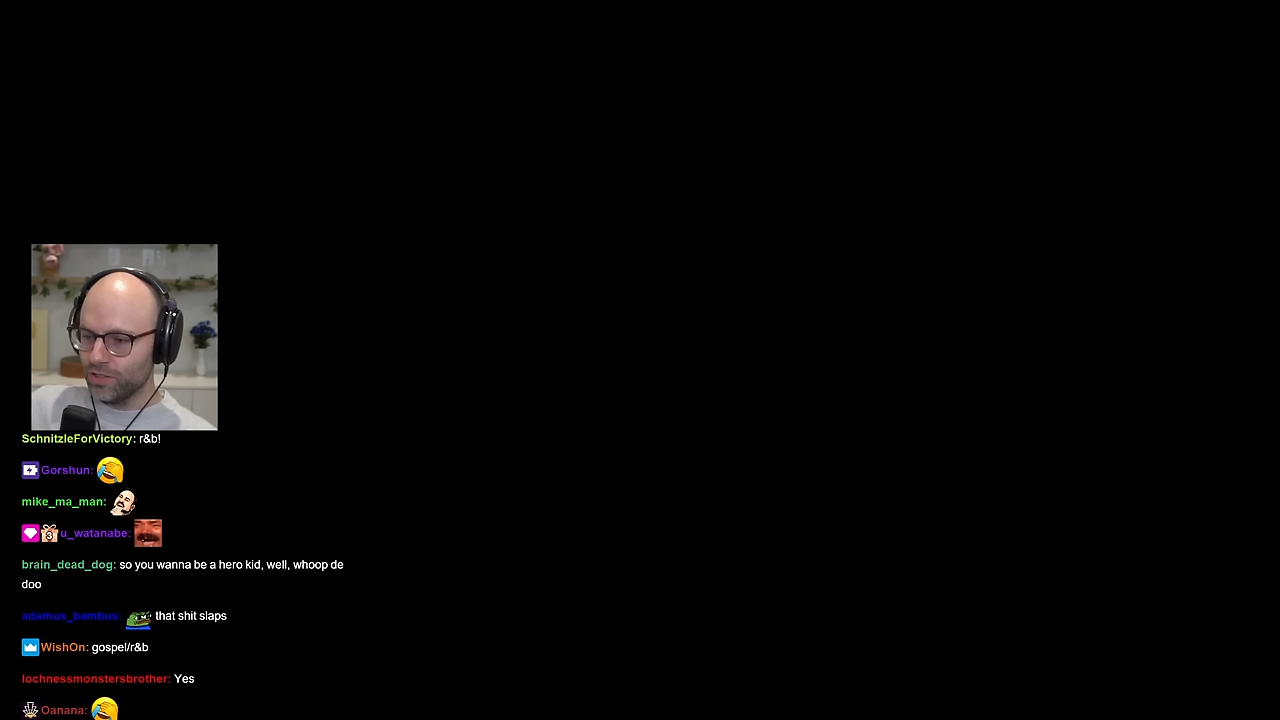 SchnitzleForVictory: r&b!
Gorshun:
mike_ma_man:
3 u_watanabe:
brain_dead_dog: so you wanna be a hero kid, well, whoop de
doo
adamus_bambus: that shit slaps
WishOn: gospel/r&b
lochnessmonstersbrother: Yes
Oanana: